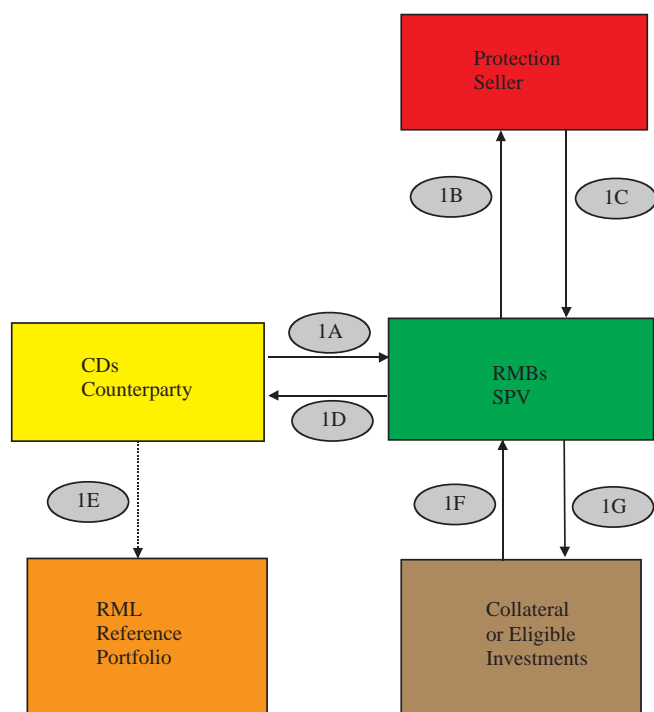 Protection
Seller
1B
1C
1A
CDs
Counterparty
RMBs
SPV
1D
1E
1F
1G
RML
Reference
Portfolio
Collateral
or Eligible
Investments